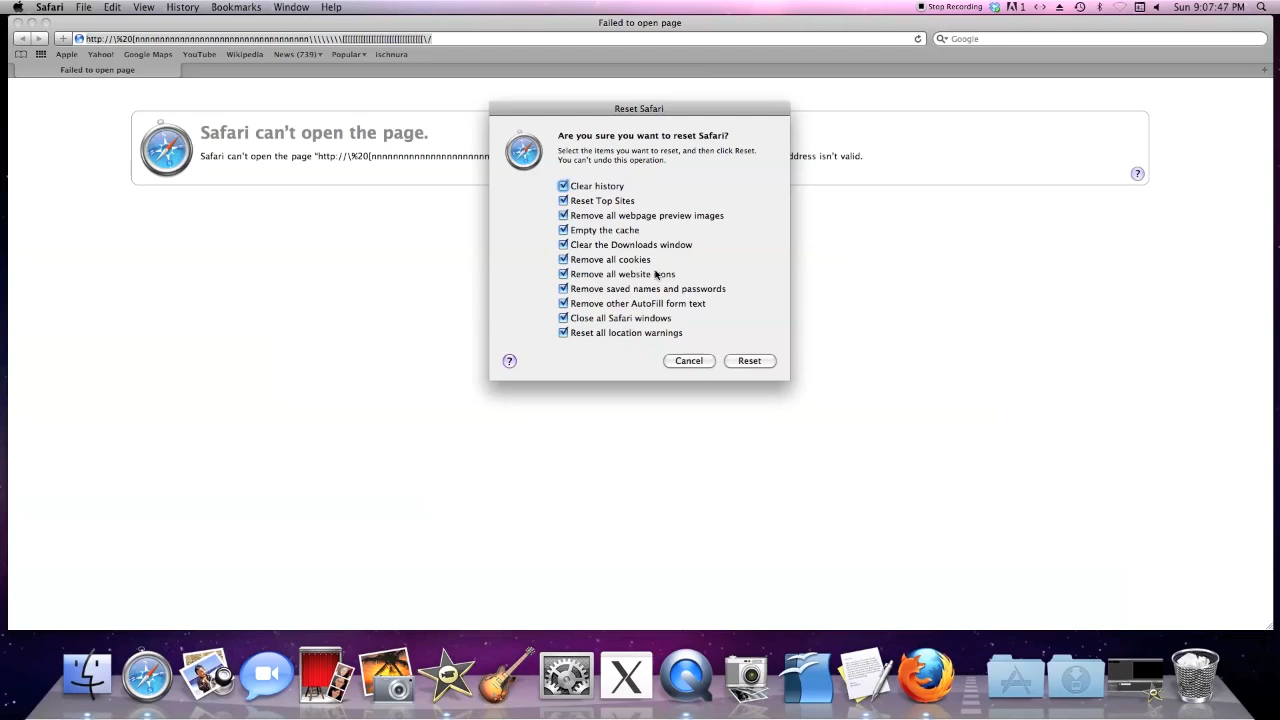 Safari File Edit View History Bookmarks Window Help Stop Recording 1 Sun 9:07:47 PM
Failed to open page
Google
Apple Yahoo! Google Maps YouTube Wikipedia News (739) Popular ischnura
Failed to open page
Reset Safari
Safari can't open the page.
Safari can't open the page ddress isn't valid.
Are you sure you want to reset Safari?
Select the items you want to reset, and then click Reset.
You can't undo this operation.
Clear history
Reset Top Sites
Remove all webpage preview images
Empty the cache
Clear the Downloads window
Remove all cookies
Remove all website icons
Remove saved names and passwords
Remove other AutoFill form text
Close all Safari windows
Reset all location warnings
? Cancel Reset
?
X